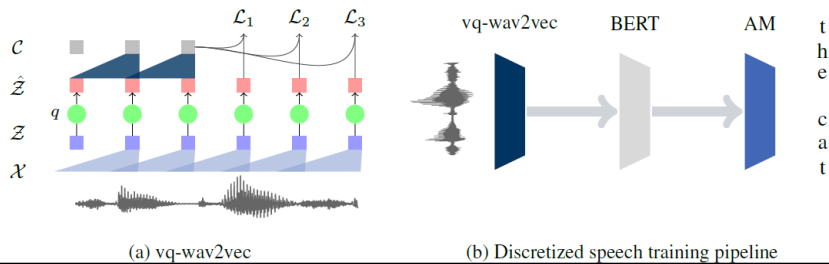 C L₁ L₂ L₃
Ẑ
q
Z
X
(a) vq-wav2vec
vq-wav2vec BERT AM
t
h
e
c
a
t
(b) Discretized speech training pipeline